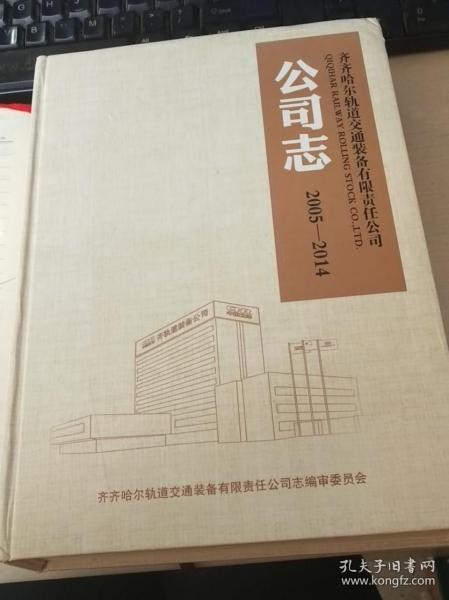 齐齐哈尔轨道交通装备有限责任公司
QIQIHAR RAILWAY ROLLING STOCK CO.,LTD.
公司志
2005—2014
齐轨道装备公司
齐齐哈尔轨道交通装备有限责任公司志编审委员会
孔夫子旧书网
www.kongfz.com